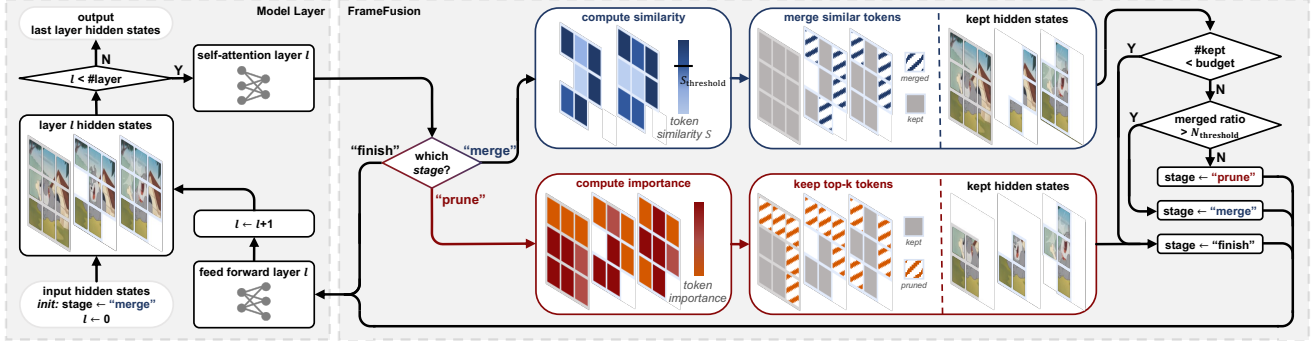 Model Layer
FrameFusion
output
last layer hidden states
N
l < #layer
Y
self-attention layer l
layer l hidden states
l ← l+1
input hidden states
init: stage ← “merge”
l ← 0
feed forward layer l
“finish”
which
stage?
“merge”
“prune”
compute similarity
S_threshold
token
similarity S
merge similar tokens
merged
kept
kept hidden states
compute importance
token
importance
keep top-k tokens
kept
pruned
kept hidden states
Y
#kept
< budget
N
Y
merged ratio
> N_threshold
N
stage ← “prune”
stage ← “merge”
stage ← “finish”